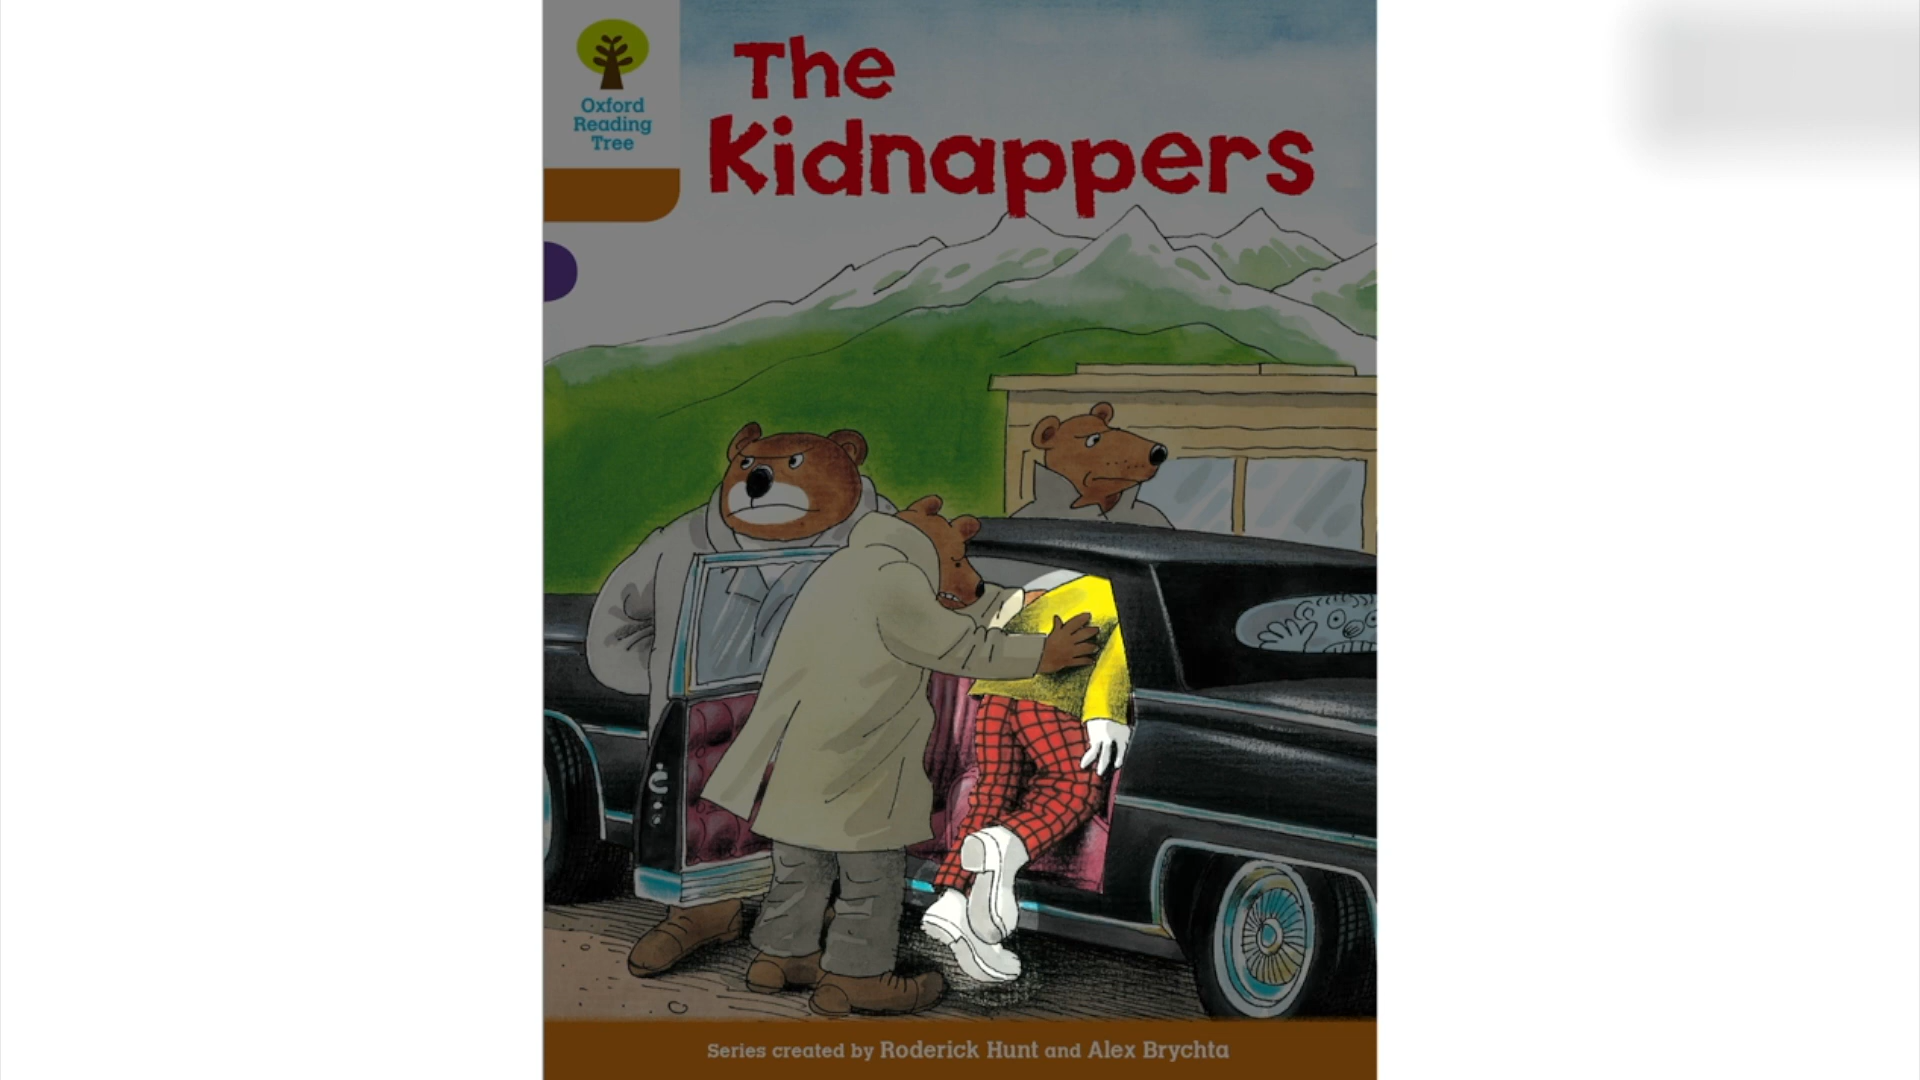 Oxford
Reading
Tree
The
Kidnappers
Series created by Roderick Hunt and Alex Brychta